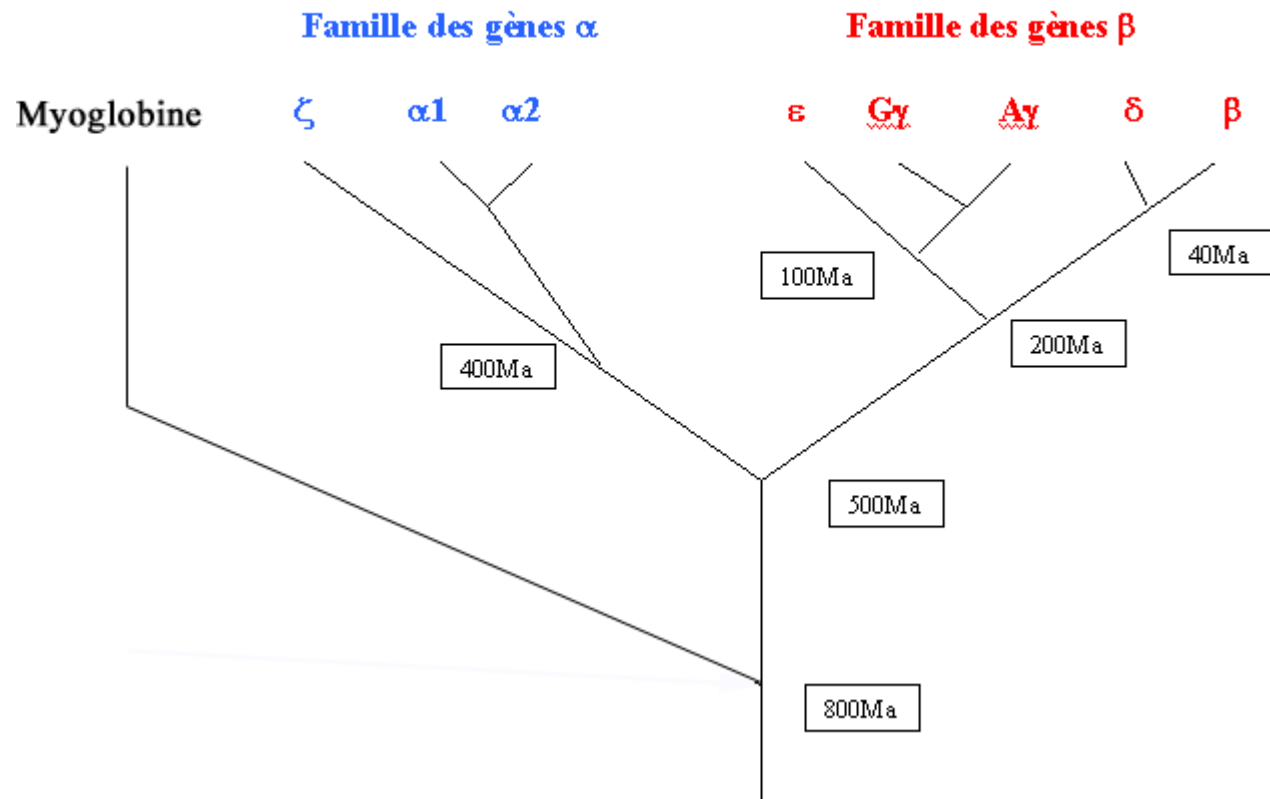 Famille des gènes α Famille des gènes β
Myoglobine ζ α1 α2 ε Gγ Aγ δ β
40Ma
100Ma
200Ma
400Ma
500Ma
800Ma